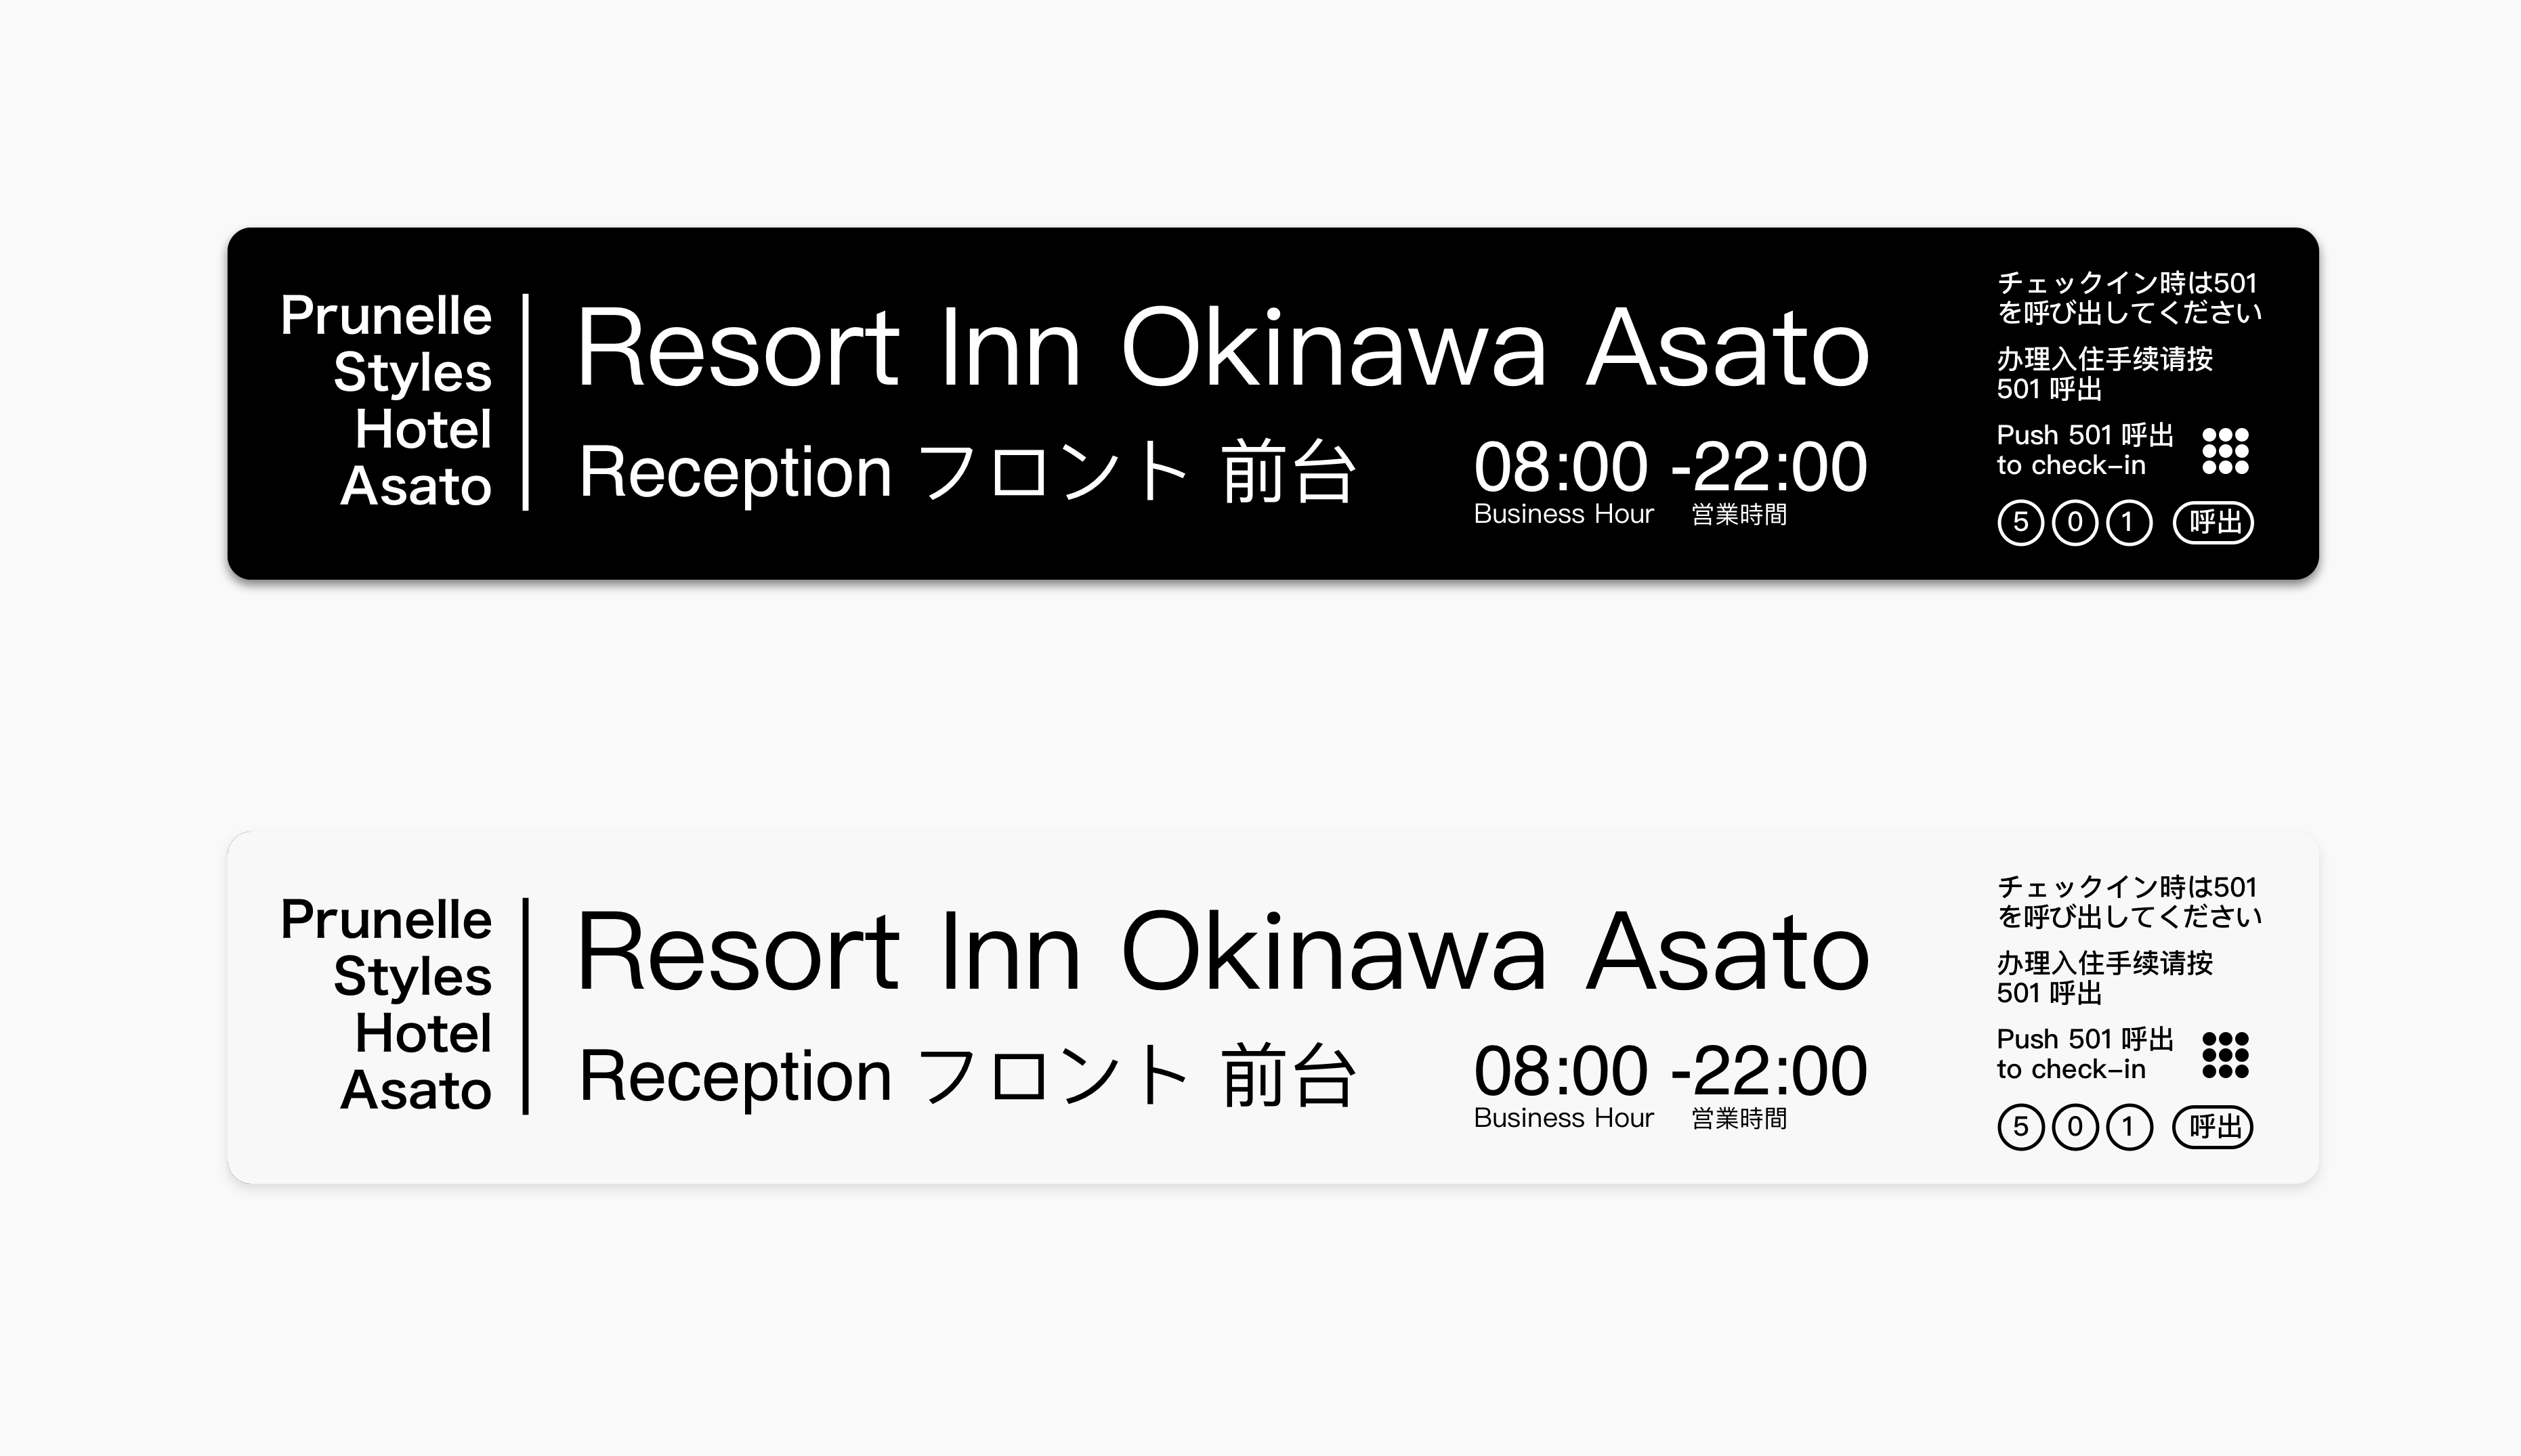 Prunelle
Styles
Hotel
Asato
Resort Inn Okinawa Asato
Reception フロント 前台
08:00 -22:00
Business Hour 営業時間
チェックイン時は501
を呼び出してください
办理入住手续请按
501 呼出
Push 501 呼出
to check-in
5 0 1 呼出
Prunelle
Styles
Hotel
Asato
Resort Inn Okinawa Asato
Reception フロント 前台
08:00 -22:00
Business Hour 営業時間
チェックイン時は501
を呼び出してください
办理入住手续请按
501 呼出
Push 501 呼出
to check-in
5 0 1 呼出